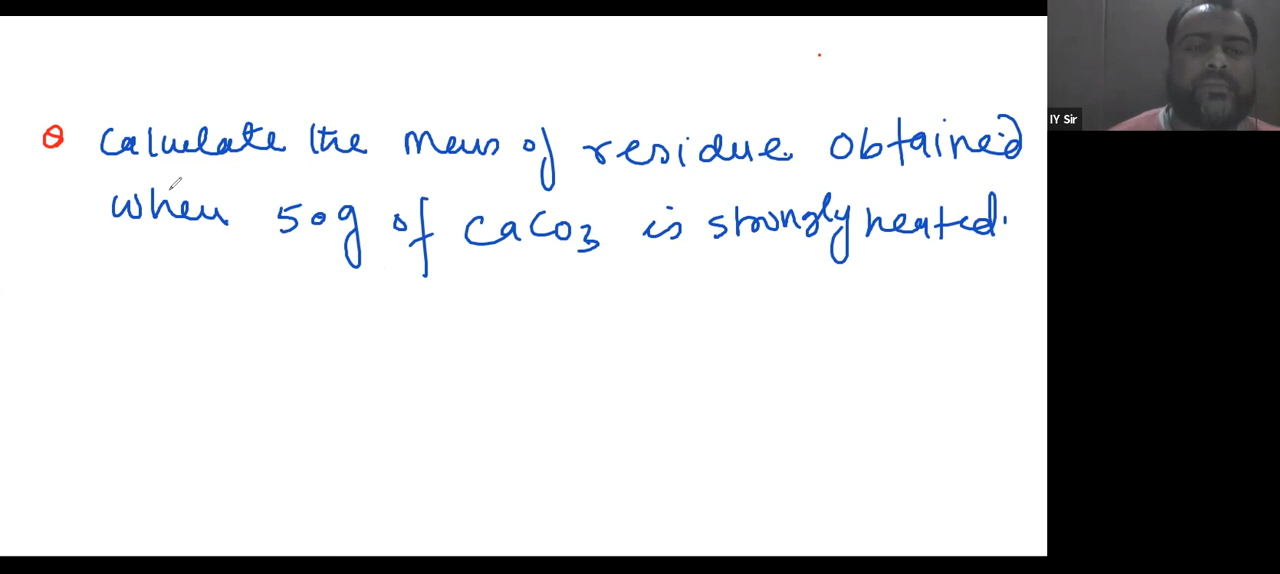 Q Calculate the Mass of residue obtained
when 50g of CaCO3 is strongly heated.
IY Sir